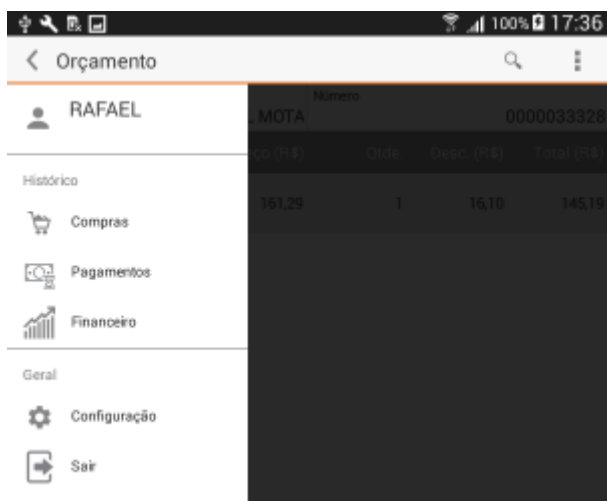 100% 17:36
Orçamento
RAFAEL
Número
MOTA 0000033328
Histórico
ço (R$) Qtde. Desc. (R$) Total (R$)
161,29 1 16,10 145,19
Compras
Pagamentos
Financeiro
Geral
Configuração
Sair